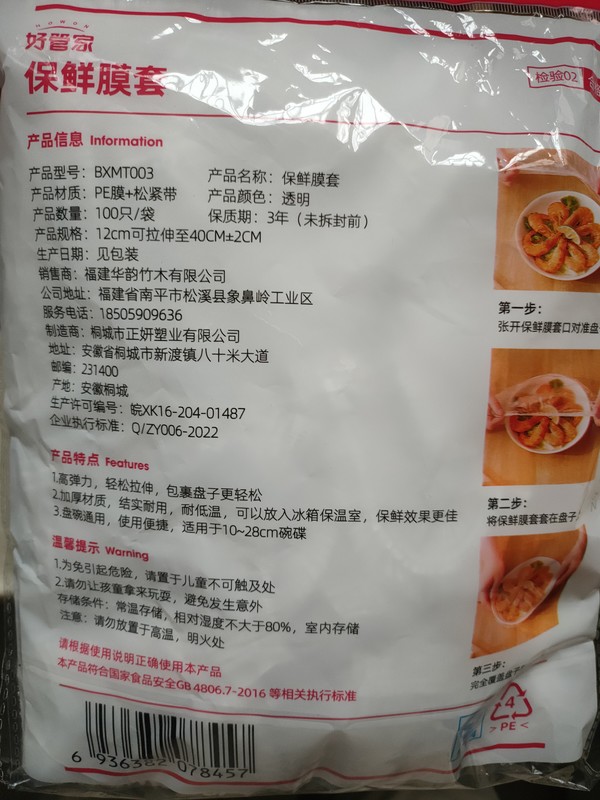 HOWOR
好管家
保鲜膜套
检验02
产品信息 Information
产品型号：BXMT003 产品名称：保鲜膜套
产品材质：PE膜+松紧带 产品颜色：透明
产品数量：100只/袋 保质期：3年（未拆封前）
产品规格：12cm可拉伸至40CM±2CM
生产日期：见包装
销售商：福建华韵竹木有限公司
公司地址：福建省南平市松溪县象鼻岭工业区
服务电话：18505909636
制造商：桐城市正妍塑业有限公司
地址：安徽省桐城市新渡镇八十米大道
邮编：231400
产地：安徽桐城
生产许可编号：皖XK16-204-01487
企业执行标准：Q/ZY006-2022
产品特点 Features
1.高弹力，轻松拉伸，包裹盘子更轻松
2.加厚材质，结实耐用，耐低温，可以放入冰箱保温室，保鲜效果更佳
3.盘碗通用，使用便捷，适用于10~28cm碗碟
温馨提示 Warning
1.为免引起危险，请置于儿童不可触及处
2.请勿让孩童拿来玩耍，避免发生意外
存储条件：常温存储，相对湿度不大于80%，室内存储
注意：请勿放置于高温，明火处
请根据使用说明正确使用本产品
本产品符合国家食品安全GB 4806.7-2016 等相关执行标准
6 936382 078457
第一步：
张开保鲜膜套口对准盘
第二步：
将保鲜膜套套在盘子
第三步：
完全覆盖盘
4
>PE<